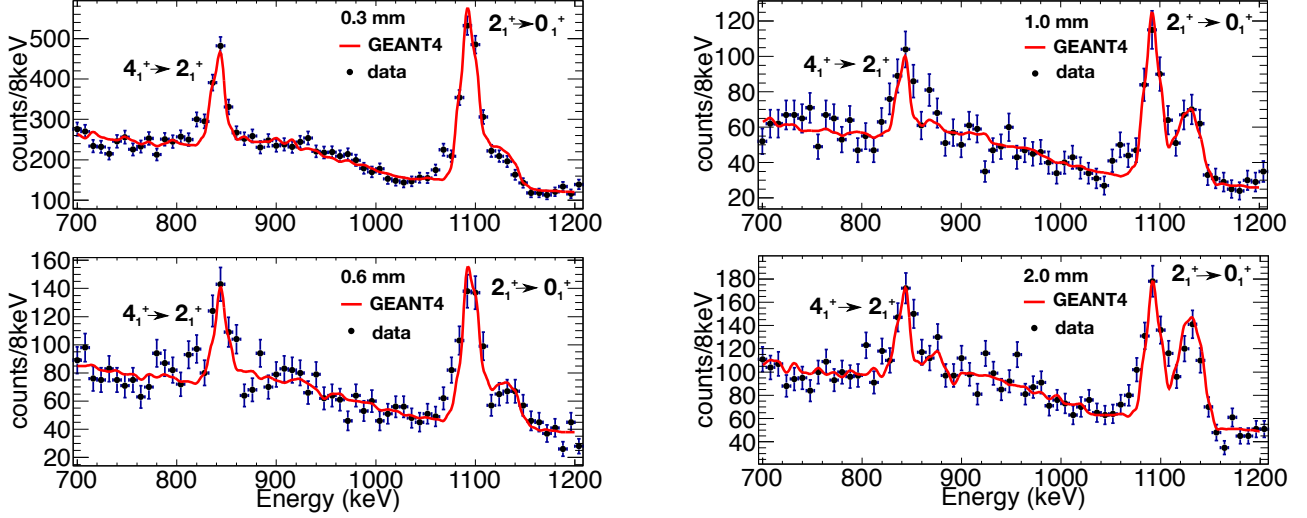 0.3 mm
2₁⁺→0₁⁺
GEANT4
4₁⁺→2₁⁺
data
counts/8keV
500
400
300
200
100
700 800 900 1000 1100 1200
1.0 mm
2₁⁺→0₁⁺
GEANT4
4₁⁺→2₁⁺
data
counts/8keV
120
100
80
60
40
20
700 800 900 1000 1100 1200
0.6 mm
2₁⁺→0₁⁺
GEANT4
4₁⁺→2₁⁺
data
counts/8keV
160
140
120
100
80
60
40
20
700 800 900 1000 1100 1200
Energy (keV)
2.0 mm
2₁⁺→0₁⁺
GEANT4
4₁⁺→2₁⁺
data
counts/8keV
180
160
140
120
100
80
60
40
700 800 900 1000 1100 1200
Energy (keV)